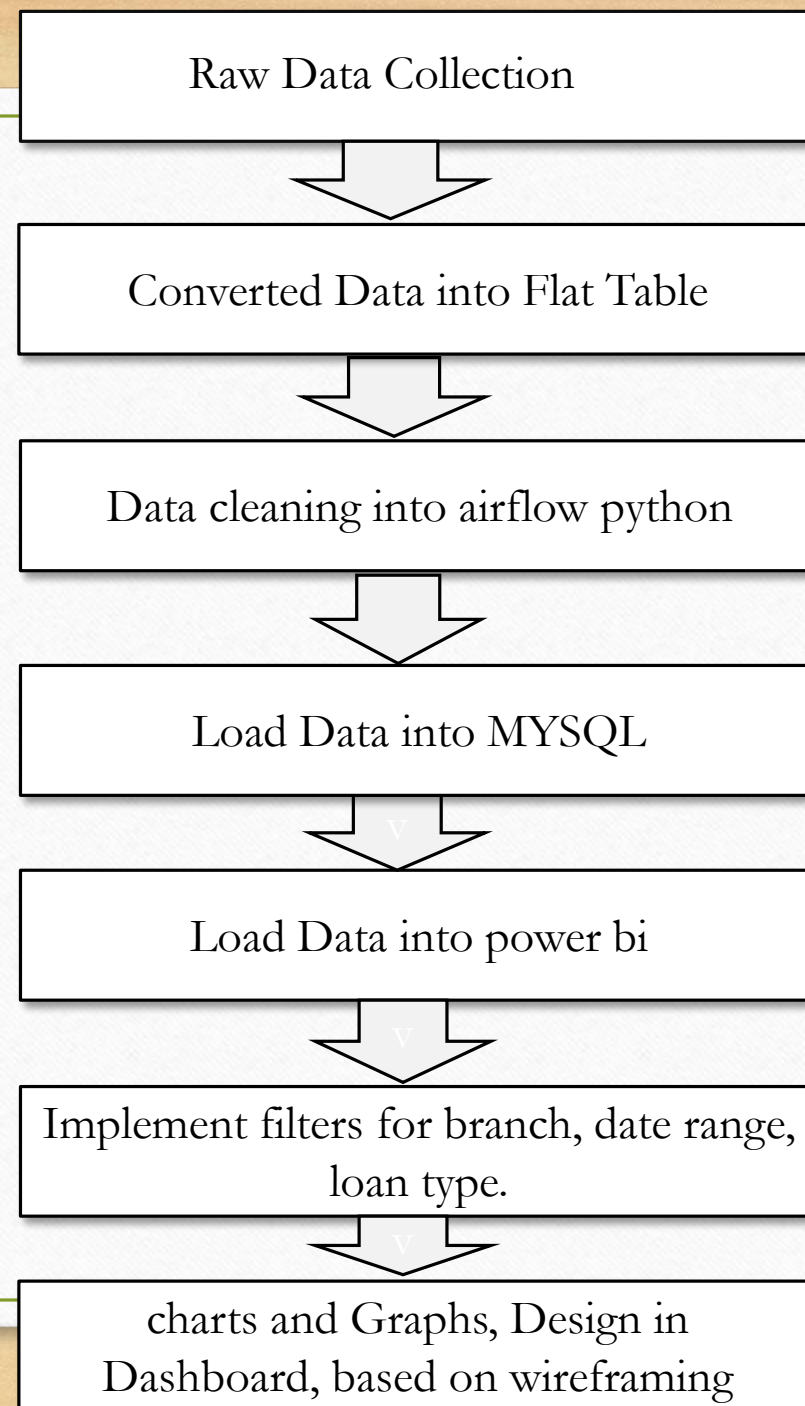 Raw Data Collection
Converted Data into Flat Table
Data cleaning into airflow python
Load Data into MYSQL
v
Load Data into power bi
v
Implement filters for branch, date range,
loan type.
v
charts and Graphs, Design in
Dashboard, based on wireframing